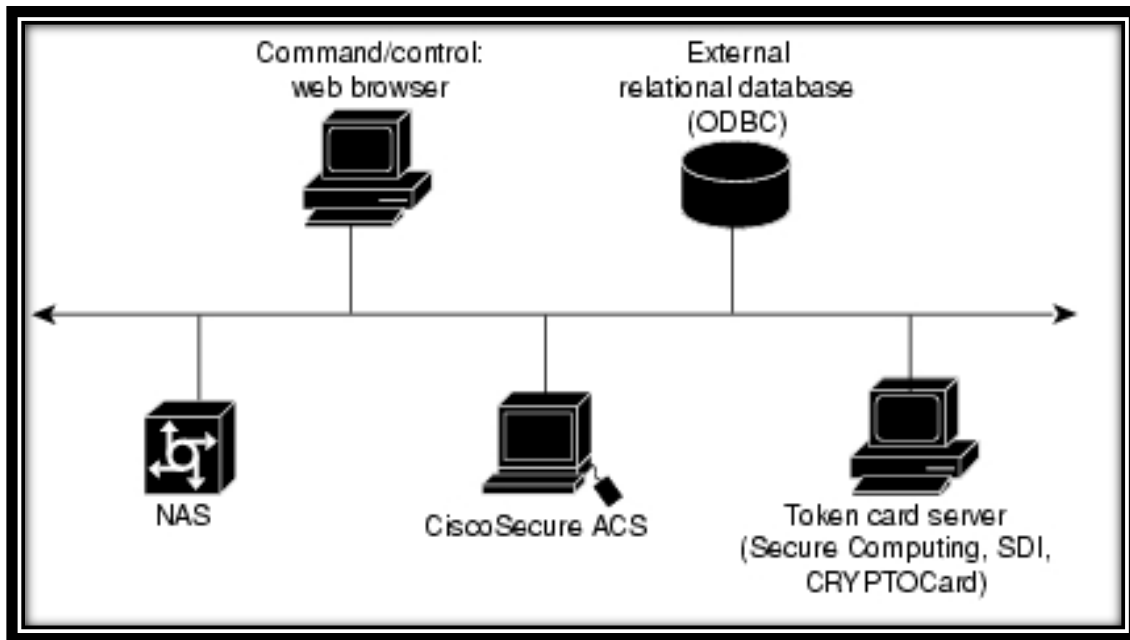 Command/control:
web browser
External
relational database
(ODBC)
NAS
CiscoSecure ACS
Token card server
(Secure Computing, SDI,
CRYPTOCard)